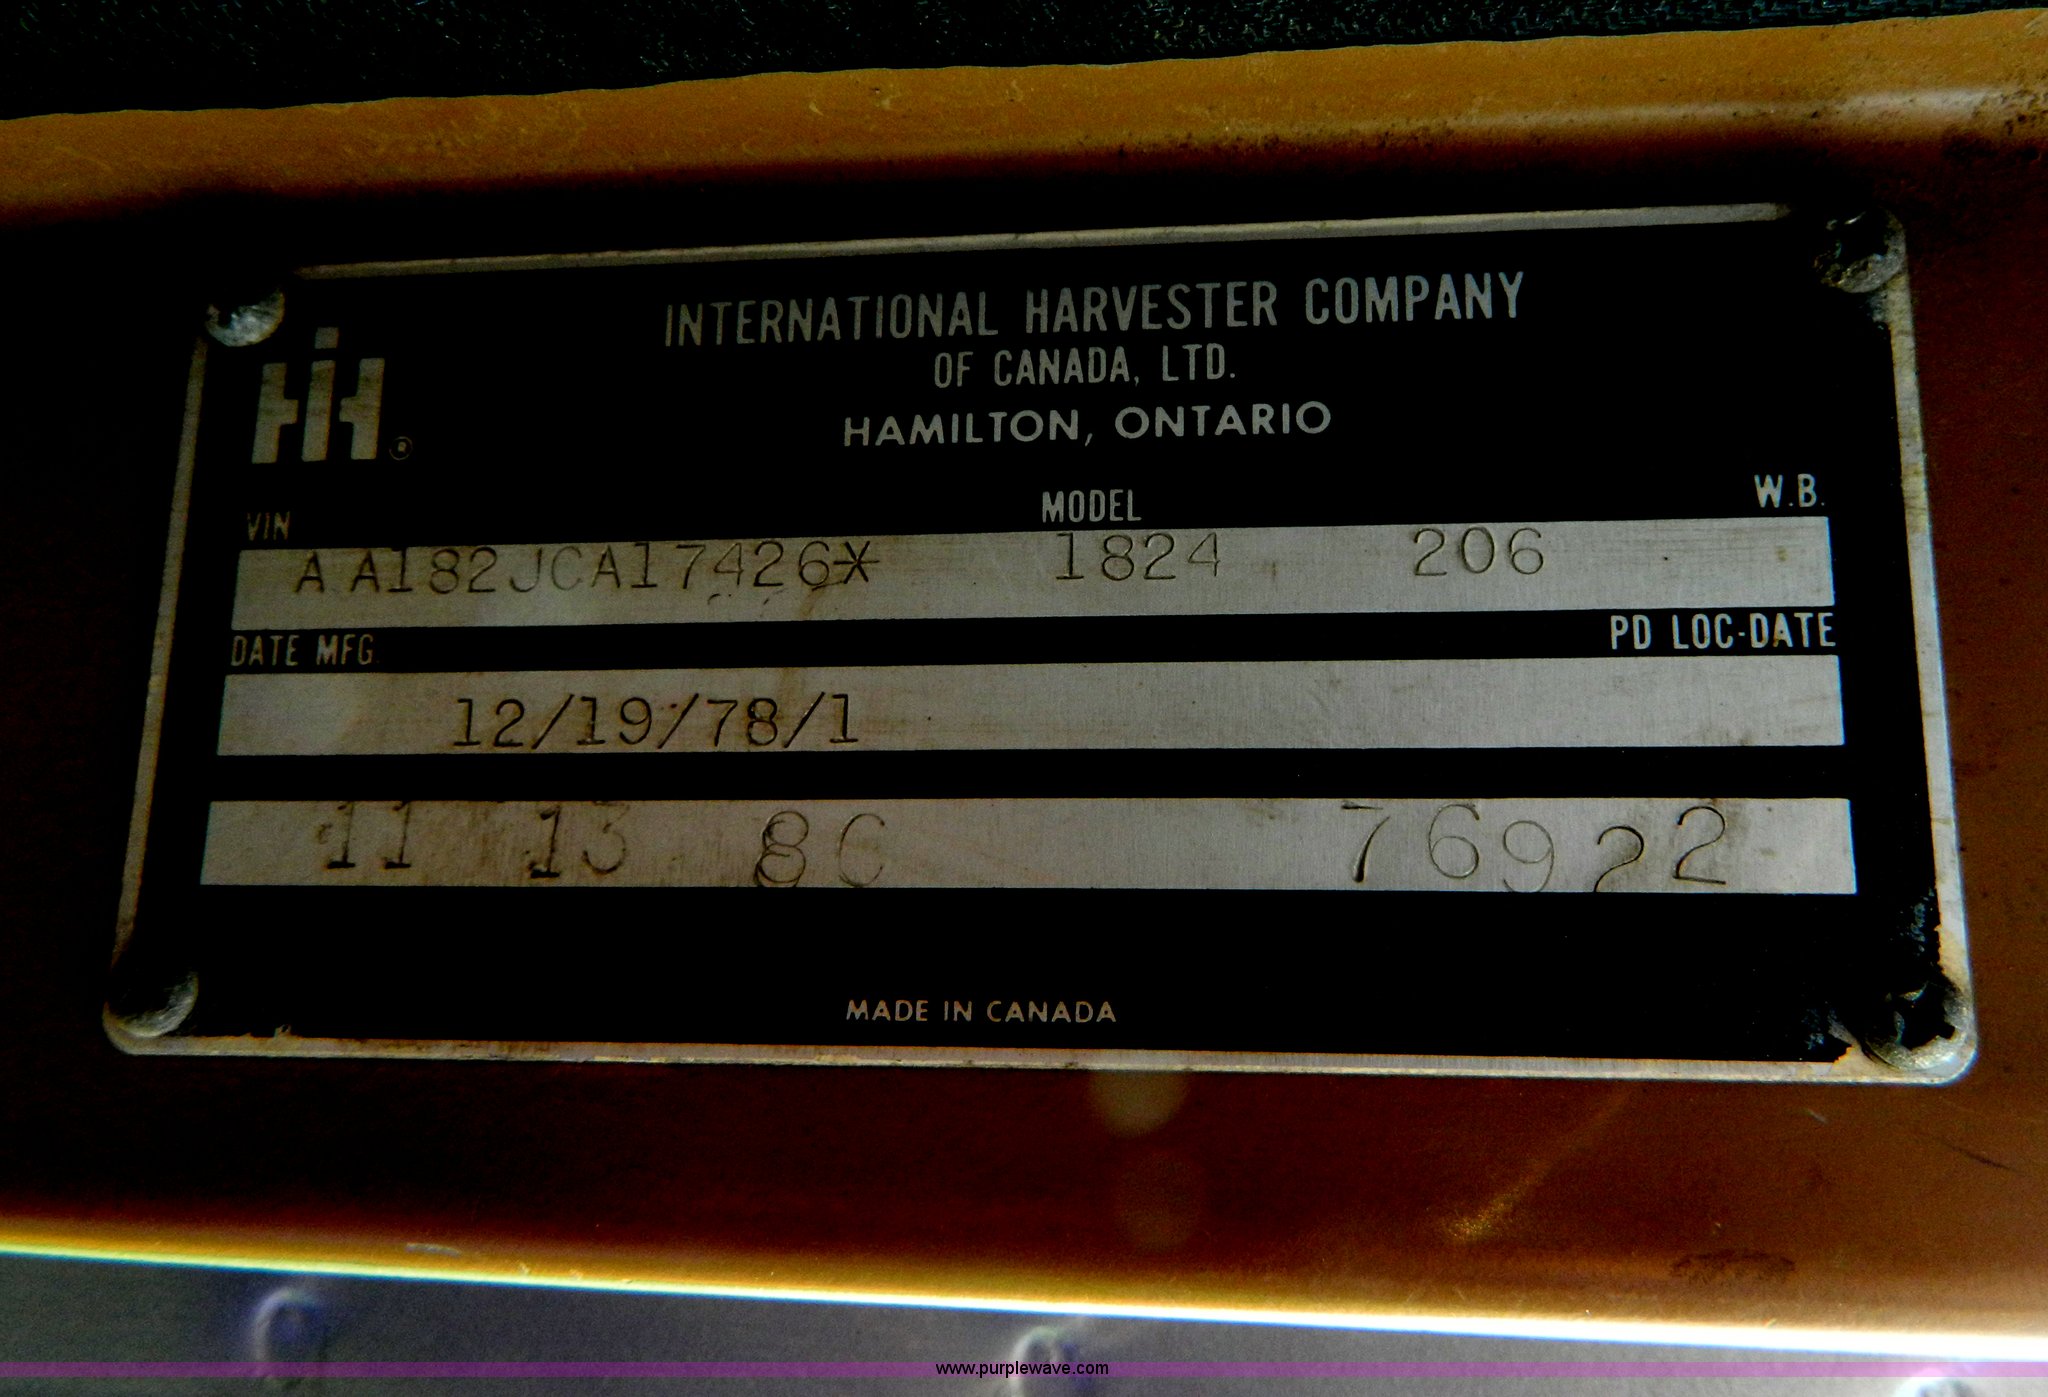 INTERNATIONAL HARVESTER COMPANY
OF CANADA, LTD.
HAMILTON, ONTARIO
IH ®
VIN MODEL W.B.
A A182JCA17426* 1824 206
DATE MFG. PD LOC-DATE
12/19/78/1
11 13 8C 76922
MADE IN CANADA
www.purplewave.com